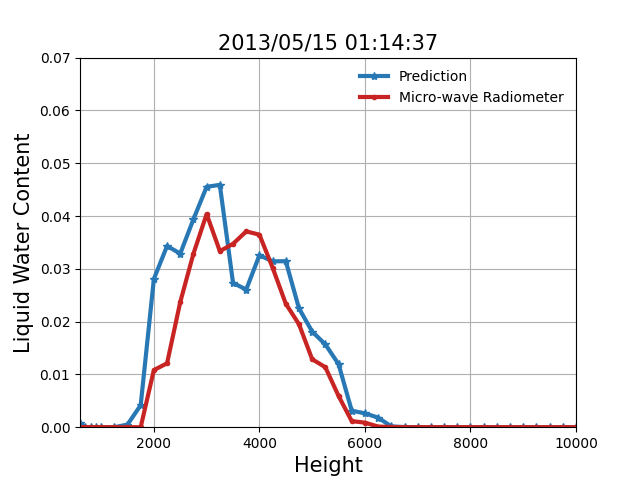 2013/05/15 01:14:37
Prediction
Micro-wave Radiometer
Liquid Water Content
0.07
0.06
0.05
0.04
0.03
0.02
0.01
0.00
2000 4000 6000 8000 10000
Height